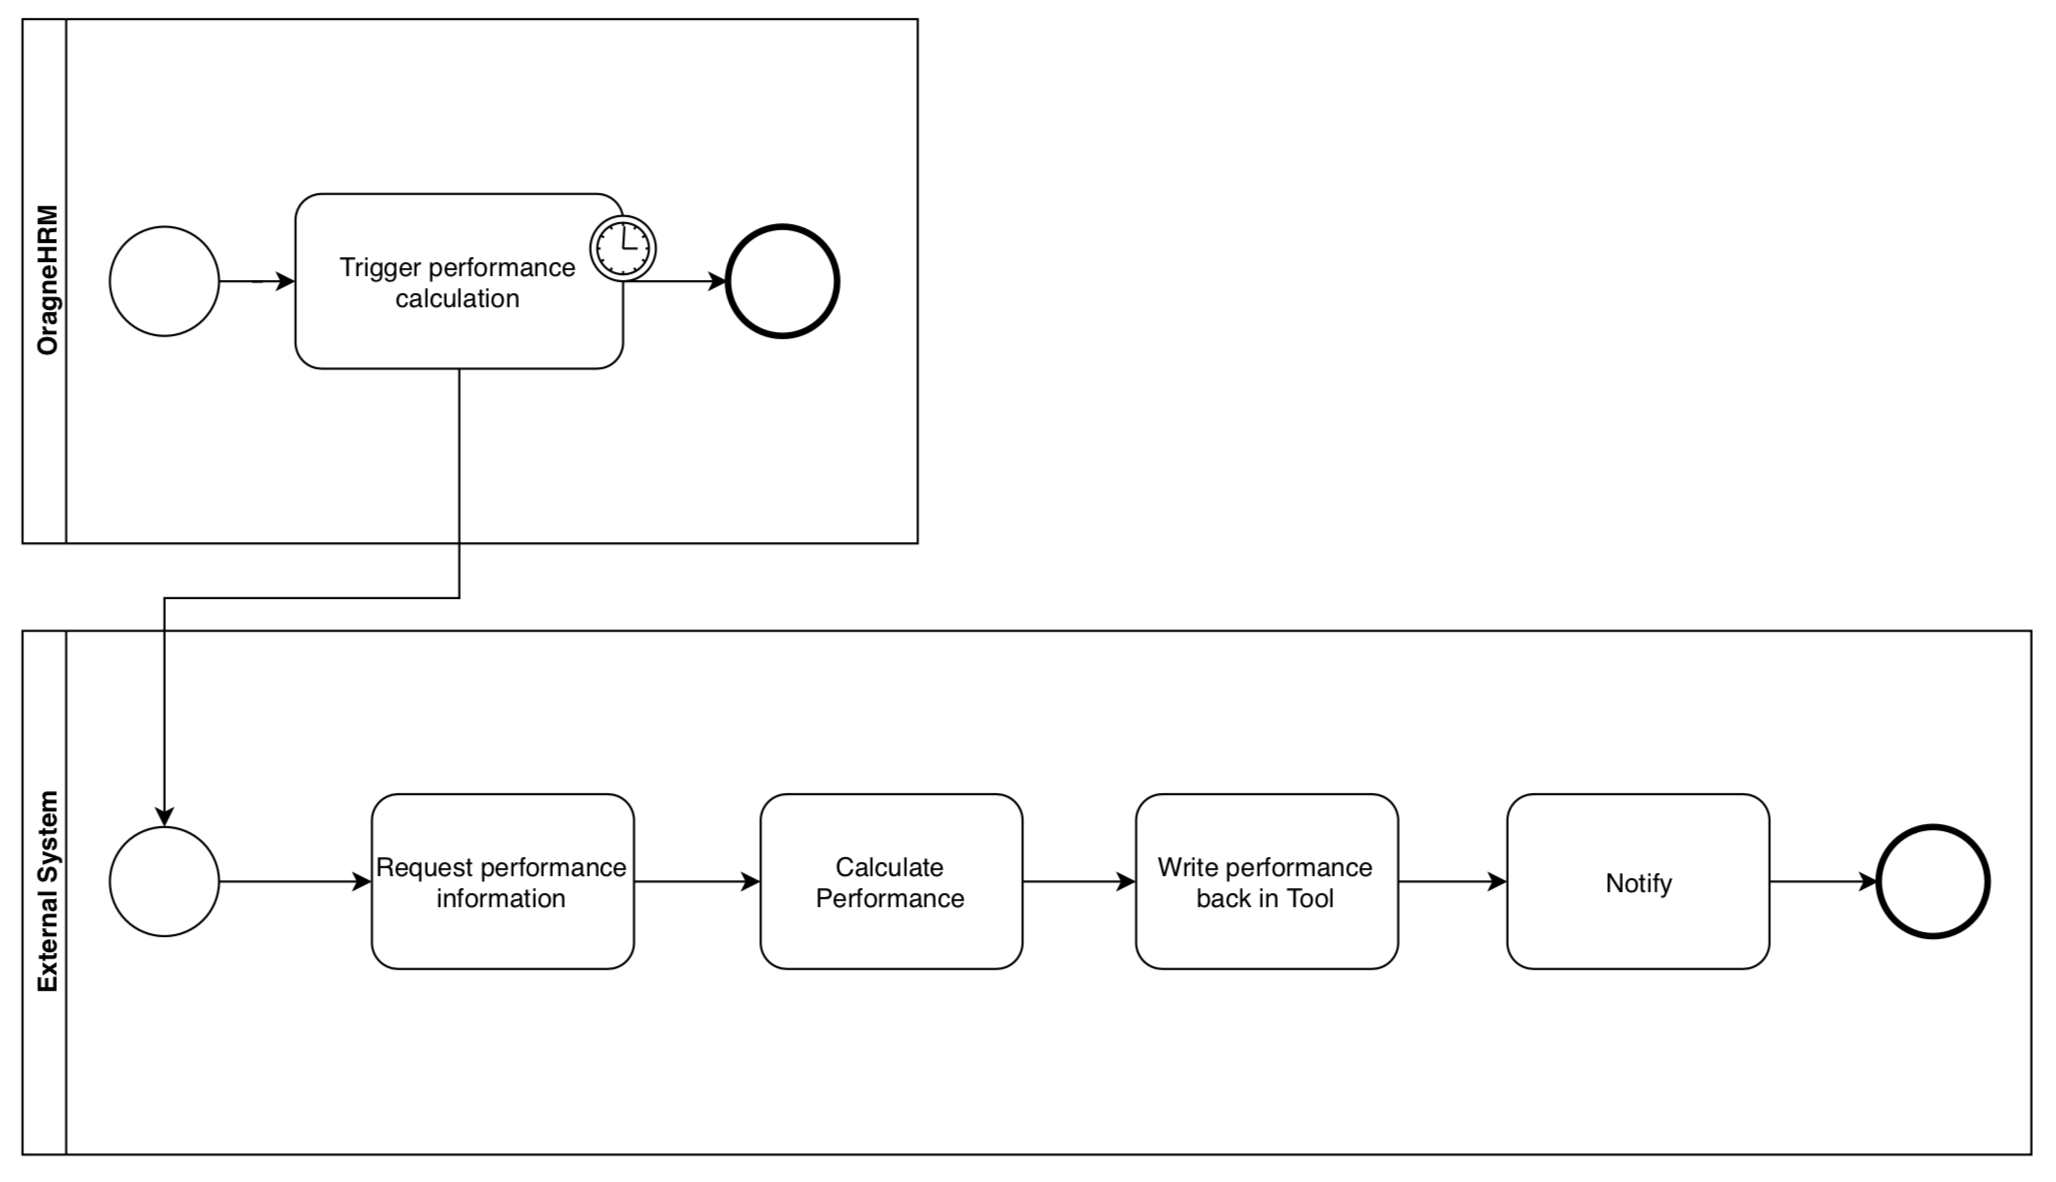 OragneHRM
Trigger performance
calculation
External System
Request performance
information
Calculate
Performance
Write performance
back in Tool
Notify